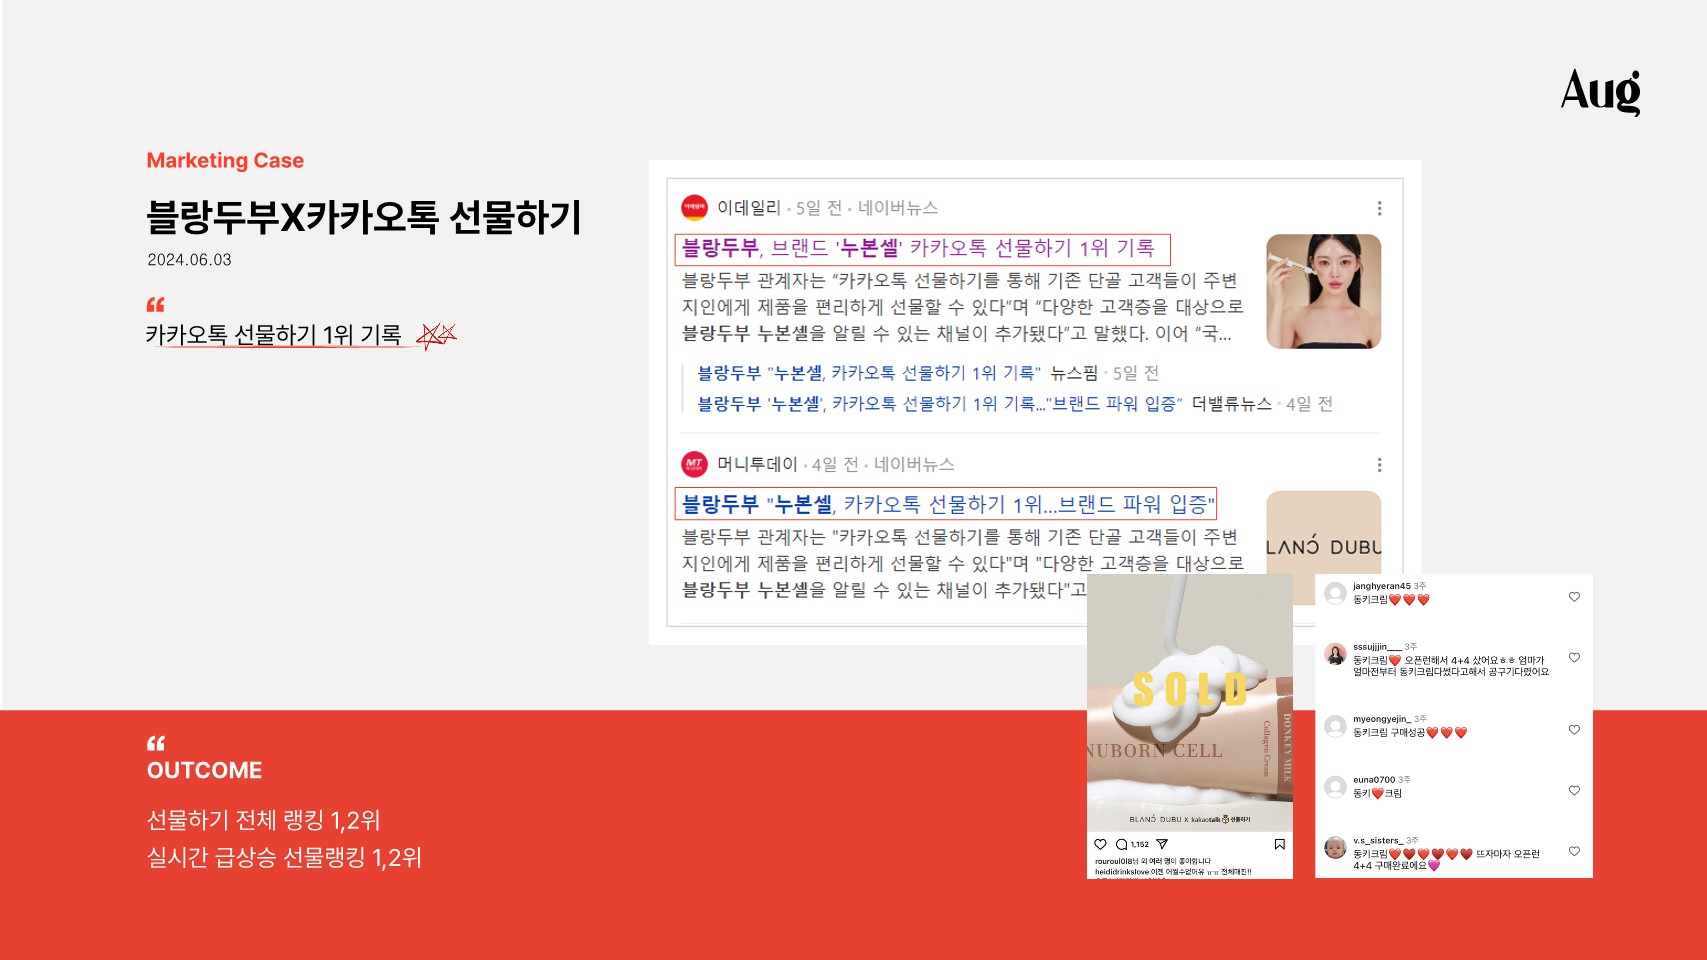 Aug
Marketing Case
블랑두부X카카오톡 선물하기
2024.06.03
“
카카오톡 선물하기 1위 기록
이데일리 · 5일 전 · 네이버뉴스
블랑두부, 브랜드 '누본셀' 카카오톡 선물하기 1위 기록
블랑두부 관계자는 “카카오톡 선물하기를 통해 기존 단골 고객들이 주변
지인에게 제품을 편리하게 선물할 수 있다”며 “다양한 고객층을 대상으로
블랑두부 누본셀을 알릴 수 있는 채널이 추가됐다”고 말했다. 이어 “국...
블랑두부 "누본셀, 카카오톡 선물하기 1위 기록" 뉴스핌 · 5일 전
블랑두부 '누본셀', 카카오톡 선물하기 1위 기록..."브랜드 파워 입증" 더밸류뉴스 · 4일 전
MT
머니투데이 · 4일 전 · 네이버뉴스
블랑두부 "누본셀, 카카오톡 선물하기 1위...브랜드 파워 입증"
블랑두부 관계자는 "카카오톡 선물하기를 통해 기존 단골 고객들이 주변
지인에게 제품을 편리하게 선물할 수 있다"며 "다양한 고객층을 대상으로
블랑두부 누본셀을 알릴 수 있는 채널이 추가됐다"고
LANC DUBU
SOLD
NUBORN CELL
Collagen Cream
DONKEY MILK
BLANC DUBU X kakaotalk 선물하기
1,152
rouroul0l8님 외 여러 명이 좋아합니다
heididrinkslove 이젠 어쩔수없어유 ㅠㅠ 전체매진!!
janghyeran45 3주
동키크림❤️❤️❤️
sssujjjin___ 3주
동키크림❤️ 오픈런해서 4+4 샀어요ㅎㅎ 엄마가
얼마전부터 동키크림다썼다고해서 공구기다렸어요
myeongyejin_ 3주
동키크림 구매성공❤️❤️❤️
euna0700 3주
동키❤️크림
v.s_sisters_ 3주
동키크림❤️❤️❤️❤️❤️❤️ 뜨자마자 오픈런
4+4 구매완료에요💓
“
OUTCOME
선물하기 전체 랭킹 1,2위
실시간 급상승 선물랭킹 1,2위